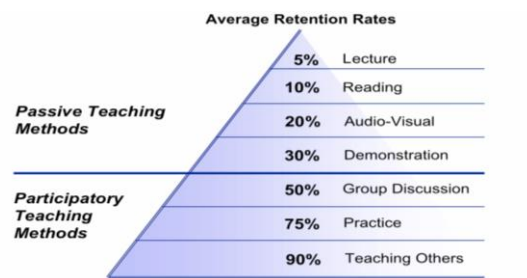 Average Retention Rates
5% Lecture
10% Reading
Passive Teaching
Methods
20% Audio-Visual
30% Demonstration
50% Group Discussion
Participatory
Teaching
Methods
75% Practice
90% Teaching Others